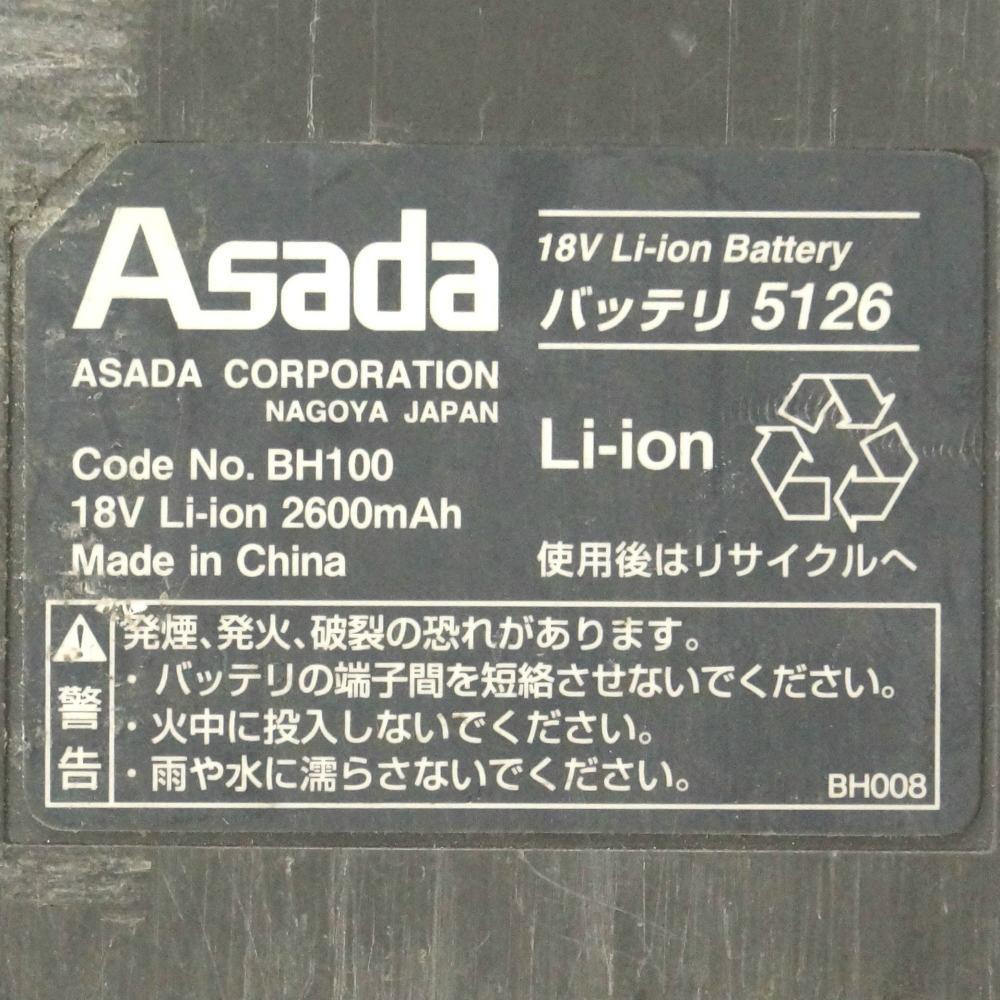 Asada
ASADA CORPORATION
NAGOYA JAPAN
Code No. BH100
18V Li-ion 2600mAh
Made in China
18V Li-ion Battery
バッテリ 5126
Li-ion
使用後はリサイクルへ
警告
発煙、発火、破裂の恐れがあります。
・バッテリの端子間を短絡させないでください。
・火中に投入しないでください。
・雨や水に濡らさないでください。
BH008